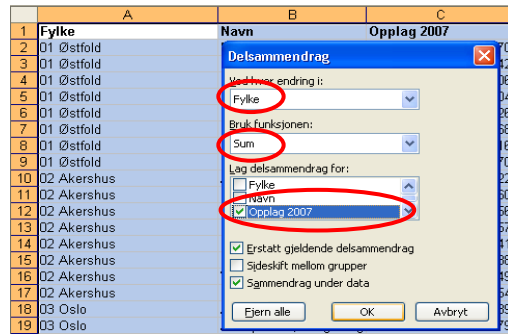 A B C
1 Fylke Navn Opplag 2007
2 01 Østfold
3 01 Østfold
4 01 Østfold
5 01 Østfold
6 01 Østfold
7 01 Østfold
8 01 Østfold
9 01 Østfold
10 02 Akershus
11 02 Akershus
12 02 Akershus
13 02 Akershus
14 02 Akershus
15 02 Akershus
16 02 Akershus
17 02 Akershus
18 03 Oslo
19 03 Oslo
Delsammendrag
Ved hver endring i:
Fylke
Bruk funksjonen:
Sum
Lag delsammendrag for:
Fylke
Navn
Opplag 2007
Erstatt gjeldende delsammendrag
Sideskift mellom grupper
Sammendrag under data
Fjern alle OK Avbryt